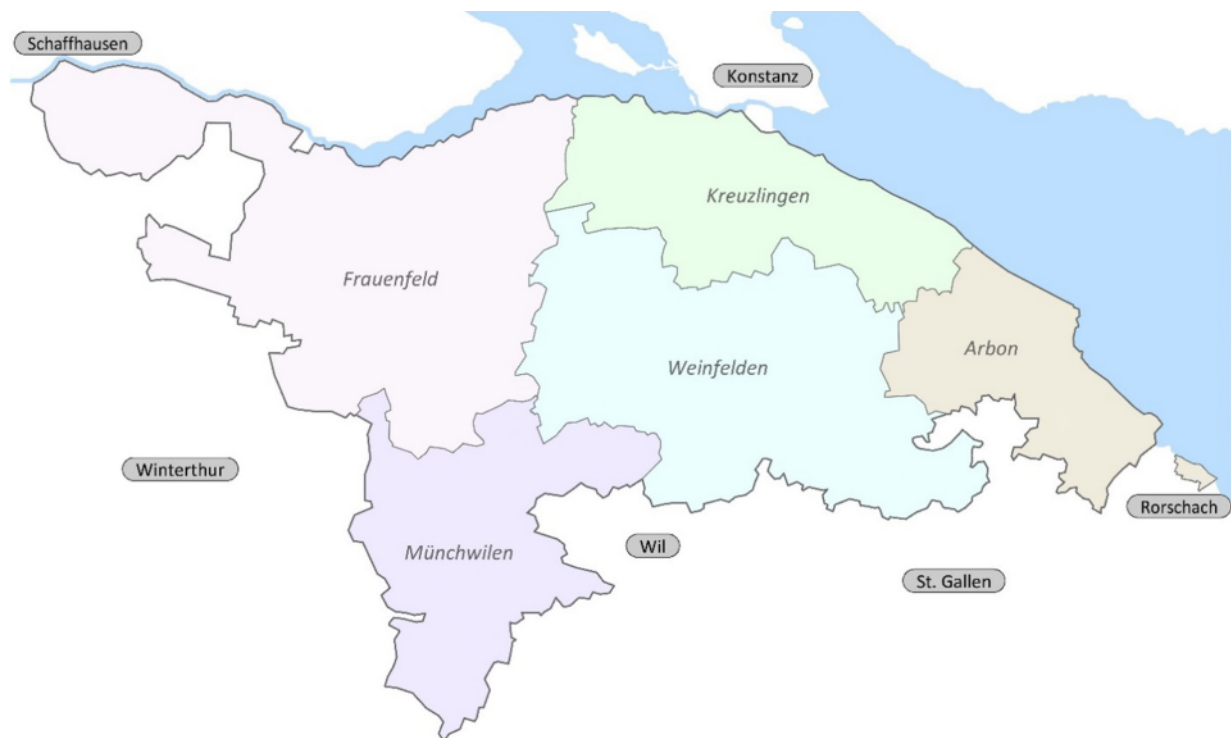 Schaffhausen
Konstanz
Kreuzlingen
Frauenfeld
Arbon
Weinfelden
Winterthur
Rorschach
Wil
Münchwilen
St. Gallen